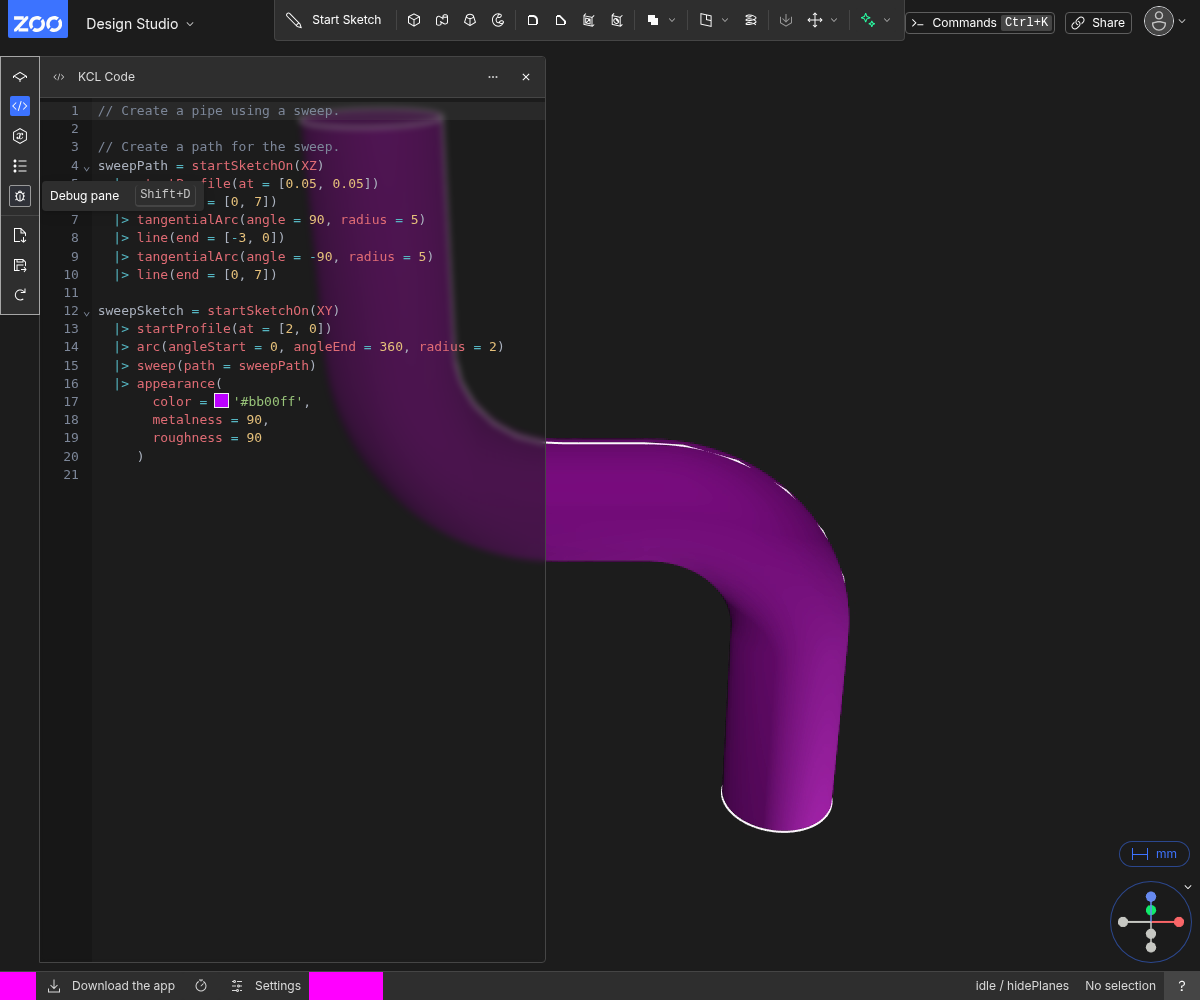 ZOO
Design Studio
Start Sketch
Commands Ctrl+K
Share
KCL Code
1 // Create a pipe using a sweep.
2
3 // Create a path for the sweep.
4 sweepPath = startSketchOn(XZ)
file(at = [0.05, 0.05])
= [0, 7])
Debug pane Shift+D
7 |> tangentialArc(angle = 90, radius = 5)
8 |> line(end = [-3, 0])
9 |> tangentialArc(angle = -90, radius = 5)
10 |> line(end = [0, 7])
11
12 sweepSketch = startSketchOn(XY)
13 |> startProfile(at = [2, 0])
14 |> arc(angleStart = 0, angleEnd = 360, radius = 2)
15 |> sweep(path = sweepPath)
16 |> appearance(
17 color = '#bb00ff',
18 metalness = 90,
19 roughness = 90
20 )
21
mm
Download the app
Settings
idle / hidePlanes
No selection
?